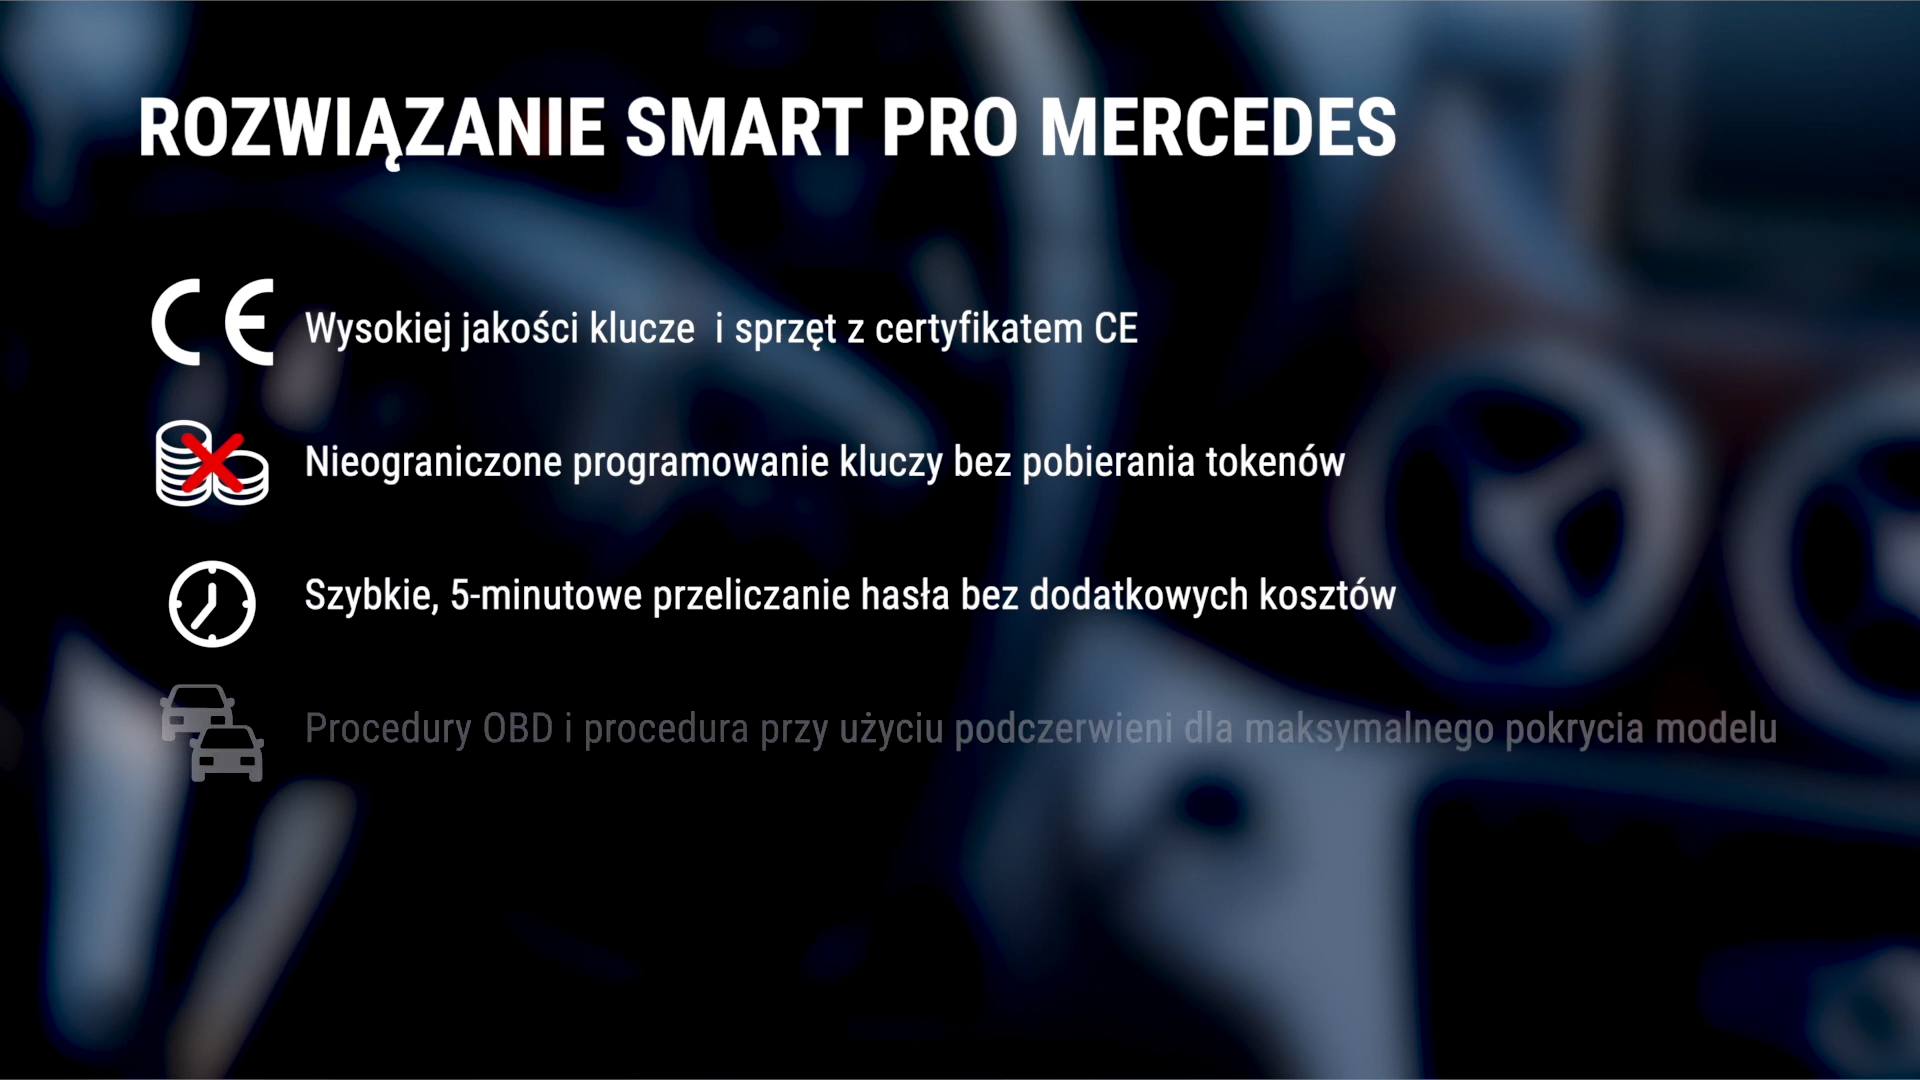 ROZWIĄZANIE SMART PRO MERCEDES
CE Wysokiej jakości klucze  i sprzęt z certyfikatem CE
Nieograniczone programowanie kluczy bez pobierania tokenów
Szybkie, 5-minutowe przeliczanie hasła bez dodatkowych kosztów
Procedury OBD i procedura przy użyciu podczerwieni dla maksymalnego pokrycia modelu